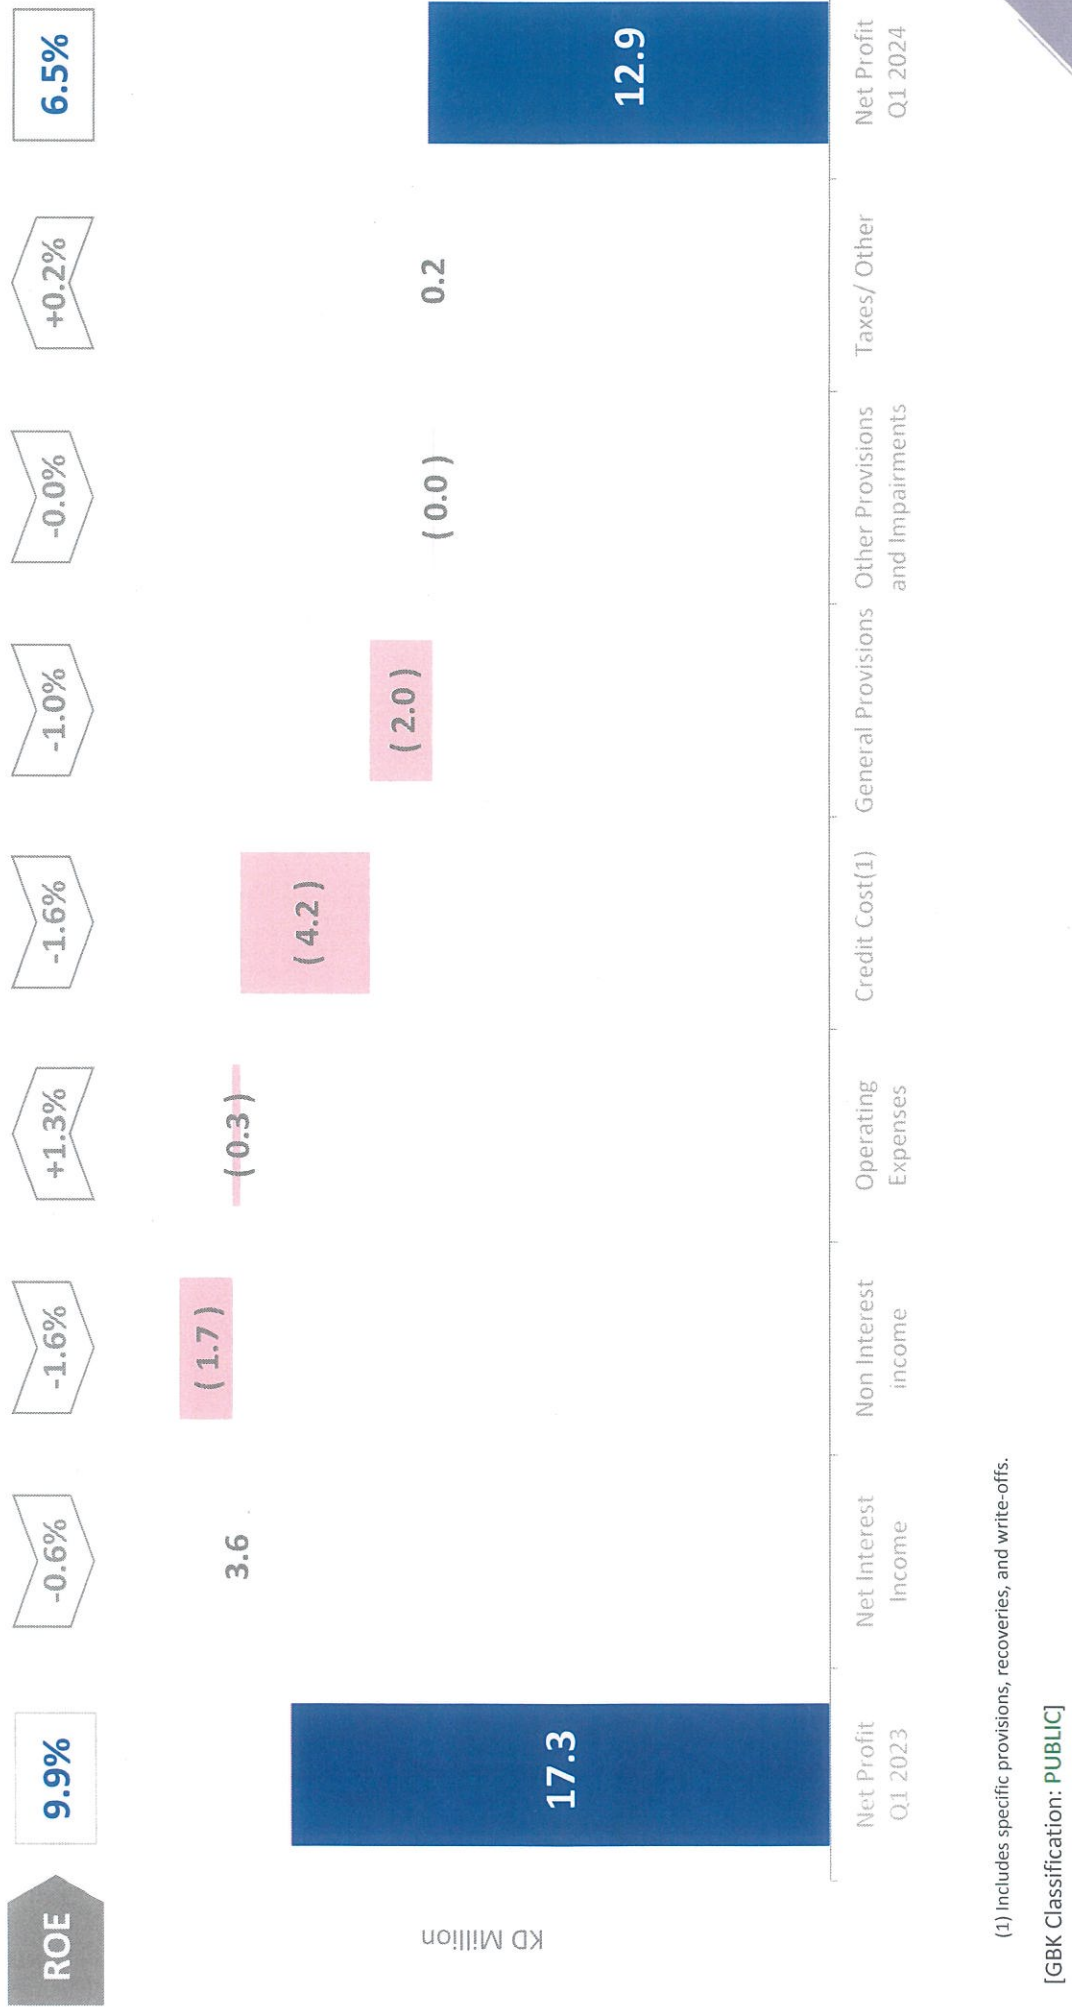 ROE
9.9%
-0.6%
-1.6%
+1.3%
-1.6%
-1.0%
-0.0%
+0.2%
6.5%
KD Million
17.3
3.6
( 1.7 )
( 0.3 )
( 4.2 )
( 2.0 )
( 0.0 )
0.2
12.9
Net Profit
Q1 2023
Net Interest
Income
Non Interest
income
Operating
Expenses
Credit Cost(1)
General Provisions
Other Provisions
and Impairments
Taxes/ Other
Net Profit
Q1 2024
(1) Includes specific provisions, recoveries, and write-offs.
[GBK Classification: PUBLIC]